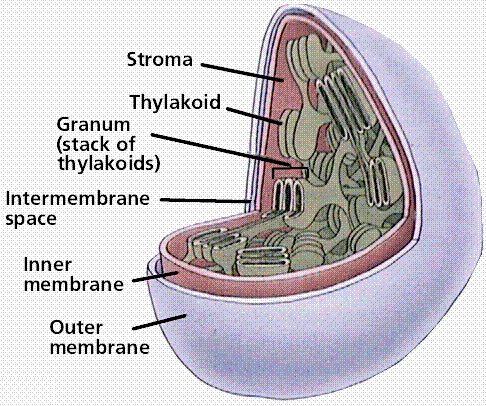 Stroma
Thylakoid
Granum
(stack of
thylakoids)
Intermembrane
space
Inner
membrane
Outer
membrane